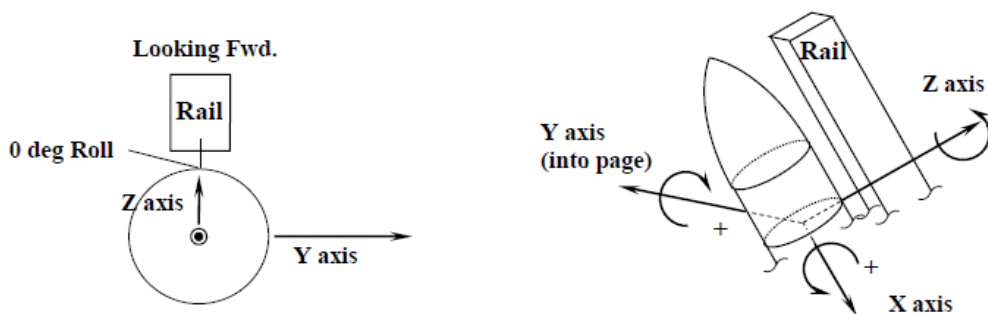 Looking Fwd.
Rail
0 deg Roll
Z axis
Y axis
Rail
Z axis
Y axis
(into page)
+
+
X axis